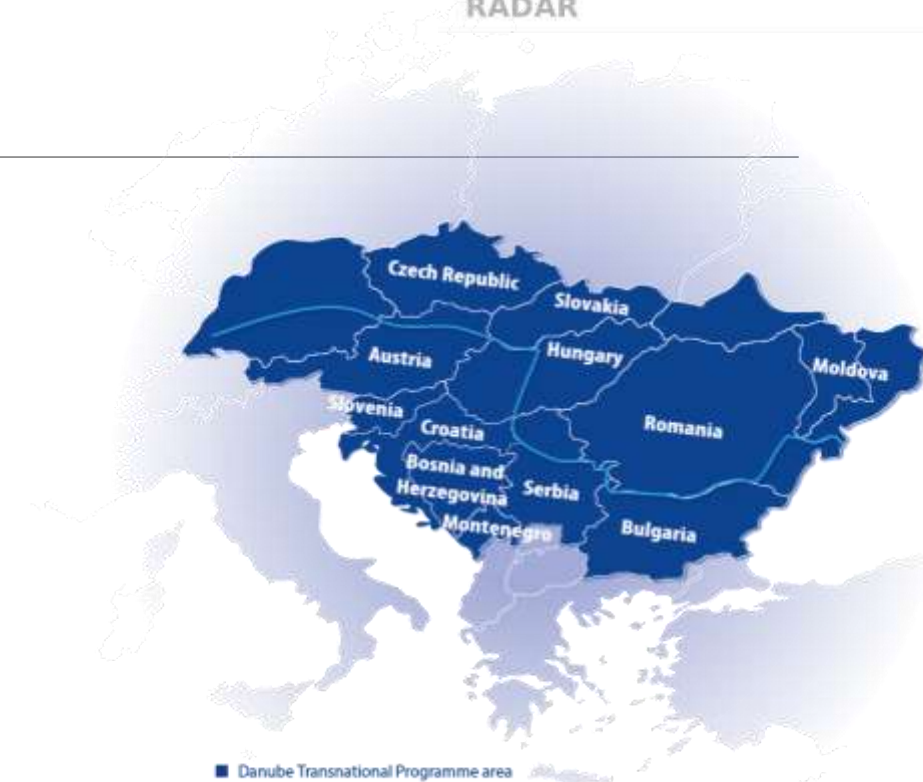 RADAR
Czech Republic
Slovakia
Hungary
Austria
Moldova
Slovenia
Croatia
Romania
Bosnia and
Herzegovina
Serbia
Montenegro
Bulgaria
Danube Transnational Programme area